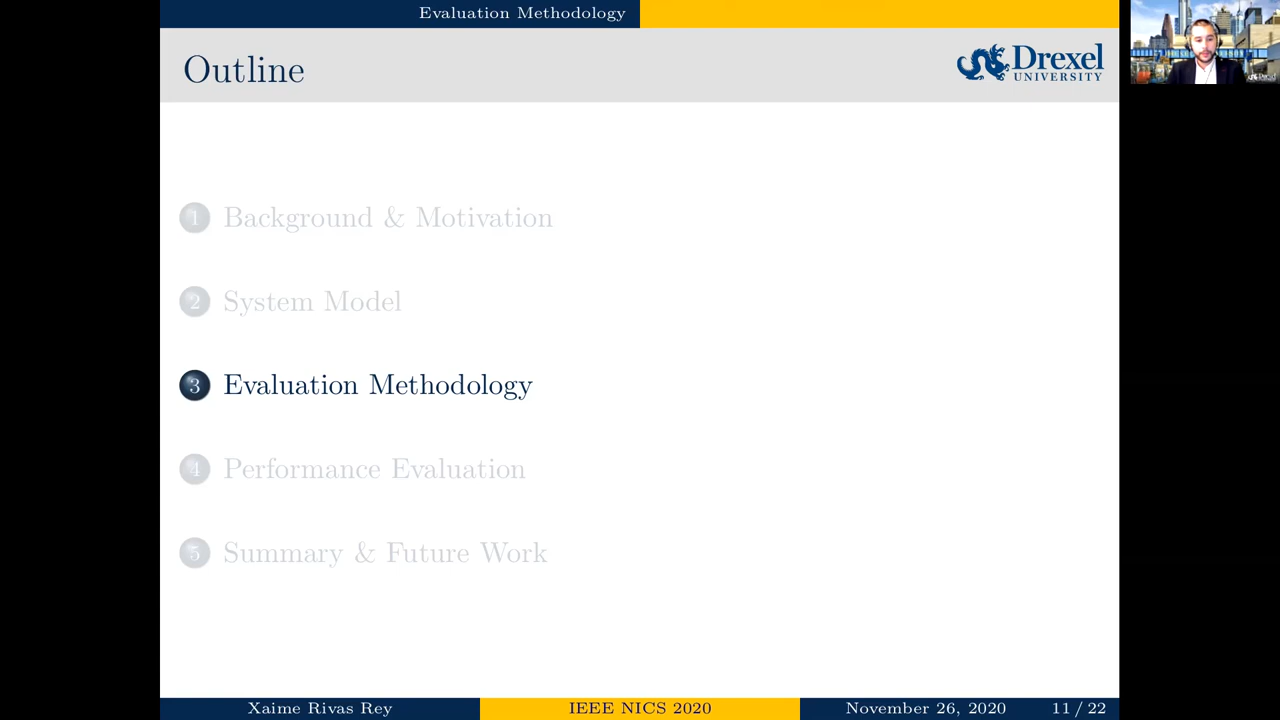 Evaluation Methodology
Outline
Drexel
UNIVERSITY
1 Background & Motivation
2 System Model
3 Evaluation Methodology
4 Performance Evaluation
5 Summary & Future Work
Xaime Rivas Rey
IEEE NICS 2020
November 26, 2020
11 / 22